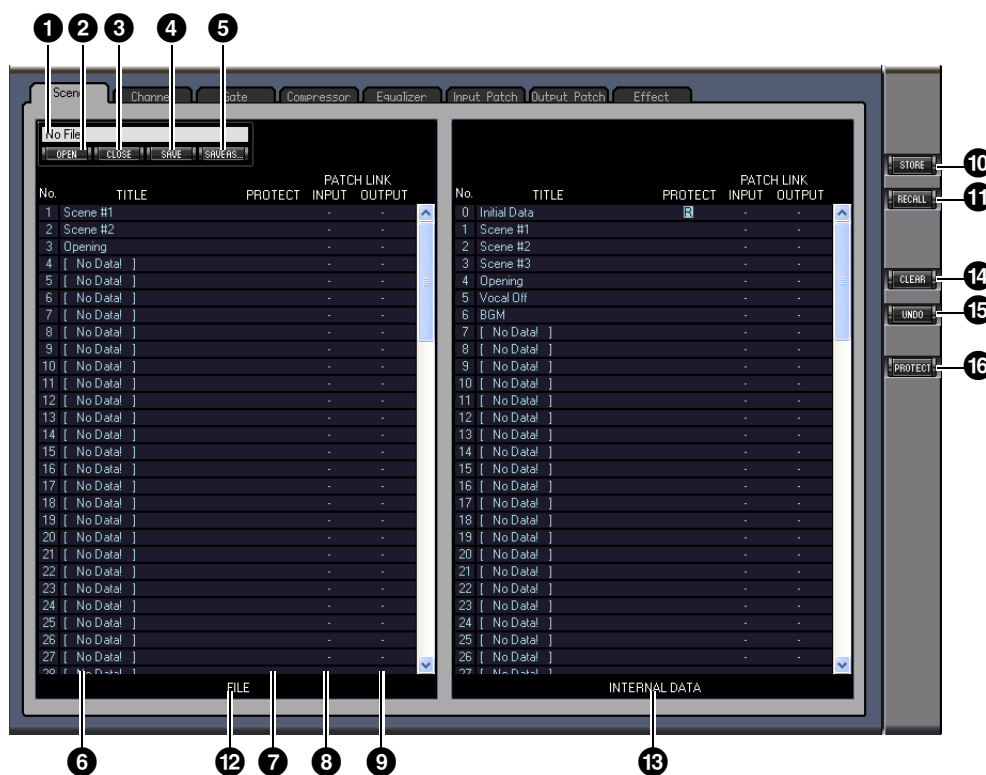 1 2 3 4 5
Scene Channel Gate Compressor Equalizer Input Patch Output Patch Effect
No File
OPEN CLOSE SAVE SAVE AS...
PATCH LINK
No. TITLE PROTECT INPUT OUTPUT
1 Scene #1 - -
2 Scene #2 - -
3 Opening - -
4 [ No Data! ] - -
5 [ No Data! ] - -
6 [ No Data! ] - -
7 [ No Data! ] - -
8 [ No Data! ] - -
9 [ No Data! ] - -
10 [ No Data! ] - -
11 [ No Data! ] - -
12 [ No Data! ] - -
13 [ No Data! ] - -
14 [ No Data! ] - -
15 [ No Data! ] - -
16 [ No Data! ] - -
17 [ No Data! ] - -
18 [ No Data! ] - -
19 [ No Data! ] - -
20 [ No Data! ] - -
21 [ No Data! ] - -
22 [ No Data! ] - -
23 [ No Data! ] - -
24 [ No Data! ] - -
25 [ No Data! ] - -
26 [ No Data! ] - -
27 [ No Data! ] - -
28 [ No Data! ]
FILE
PATCH LINK
No. TITLE PROTECT INPUT OUTPUT
0 Initial Data R - -
1 Scene #1 - -
2 Scene #2 - -
3 Scene #3 - -
4 Opening - -
5 Vocal Off - -
6 BGM - -
7 [ No Data! ] - -
8 [ No Data! ] - -
9 [ No Data! ] - -
10 [ No Data! ] - -
11 [ No Data! ] - -
12 [ No Data! ] - -
13 [ No Data! ] - -
14 [ No Data! ] - -
15 [ No Data! ] - -
16 [ No Data! ] - -
17 [ No Data! ] - -
18 [ No Data! ] - -
19 [ No Data! ] - -
20 [ No Data! ] - -
21 [ No Data! ] - -
22 [ No Data! ] - -
23 [ No Data! ] - -
24 [ No Data! ] - -
25 [ No Data! ] - -
26 [ No Data! ] - -
27 [ No Data! ]
INTERNAL DATA
STORE 10
RECALL 11
CLEAR 14
UNDO 15
PROTECT 16
6 12 7 8 9 13